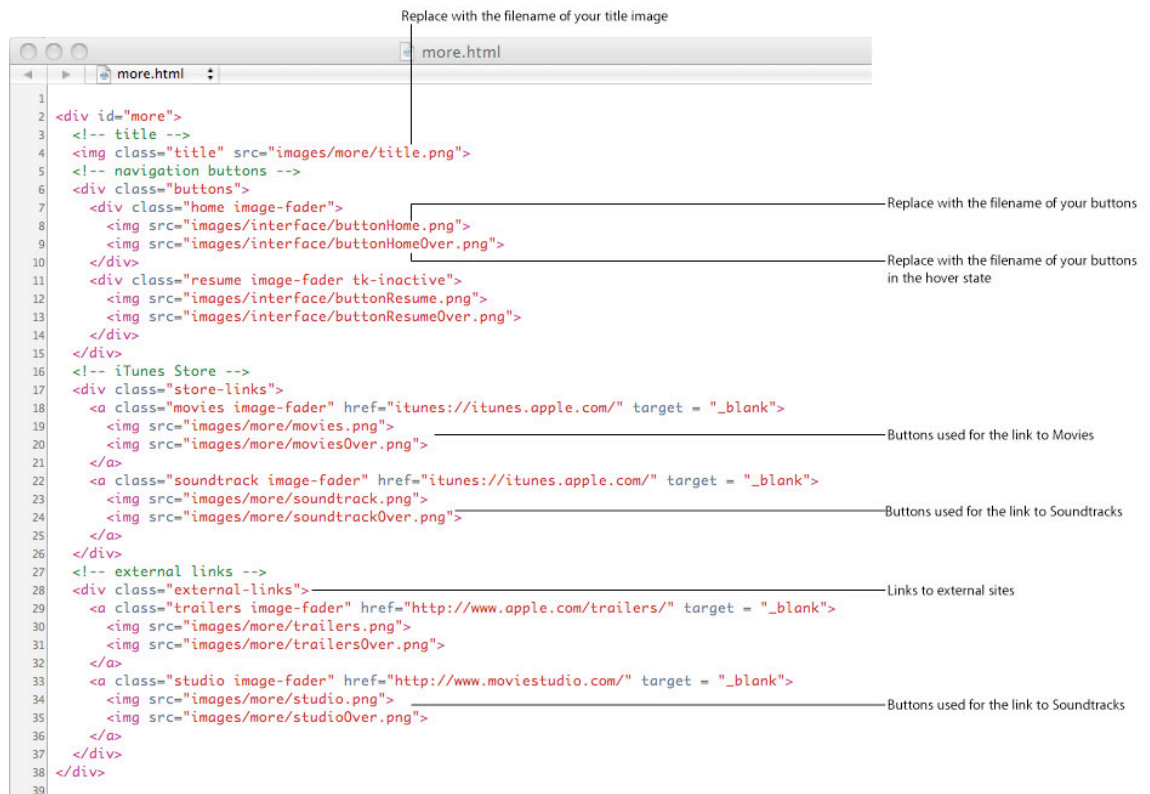 Replace with the filename of your title image
more.html
more.html
1
2 <div id="more">
3 <!-- title -->
4 <img class="title" src="images/more/title.png">
5 <!-- navigation buttons -->
6 <div class="buttons">
7 <div class="home image-fader">
Replace with the filename of your buttons
8 <img src="images/interface/buttonHome.png">
9 <img src="images/interface/buttonHomeOver.png">
10 </div>
Replace with the filename of your buttons
in the hover state
11 <div class="resume image-fader tk-inactive">
12 <img src="images/interface/buttonResume.png">
13 <img src="images/interface/buttonResumeOver.png">
14 </div>
15 </div>
16 <!-- iTunes Store -->
17 <div class="store-links">
18 <a class="movies image-fader" href="itunes://itunes.apple.com/" target = "_blank">
19 <img src="images/more/movies.png">
Buttons used for the link to Movies
20 <img src="images/more/moviesOver.png">
21 </a>
22 <a class="soundtrack image-fader" href="itunes://itunes.apple.com/" target = "_blank">
23 <img src="images/more/soundtrack.png">
24 <img src="images/more/soundtrackOver.png">
Buttons used for the link to Soundtracks
25 </a>
26 </div>
27 <!-- external links -->
28 <div class="external-links">
Links to external sites
29 <a class="trailers image-fader" href="http://www.apple.com/trailers/" target = "_blank">
30 <img src="images/more/trailers.png">
31 <img src="images/more/trailersOver.png">
32 </a>
33 <a class="studio image-fader" href="http://www.moviestudio.com/" target = "_blank">
34 <img src="images/more/studio.png">
Buttons used for the link to Soundtracks
35 <img src="images/more/studioOver.png">
36 </a>
37 </div>
38 </div>
39